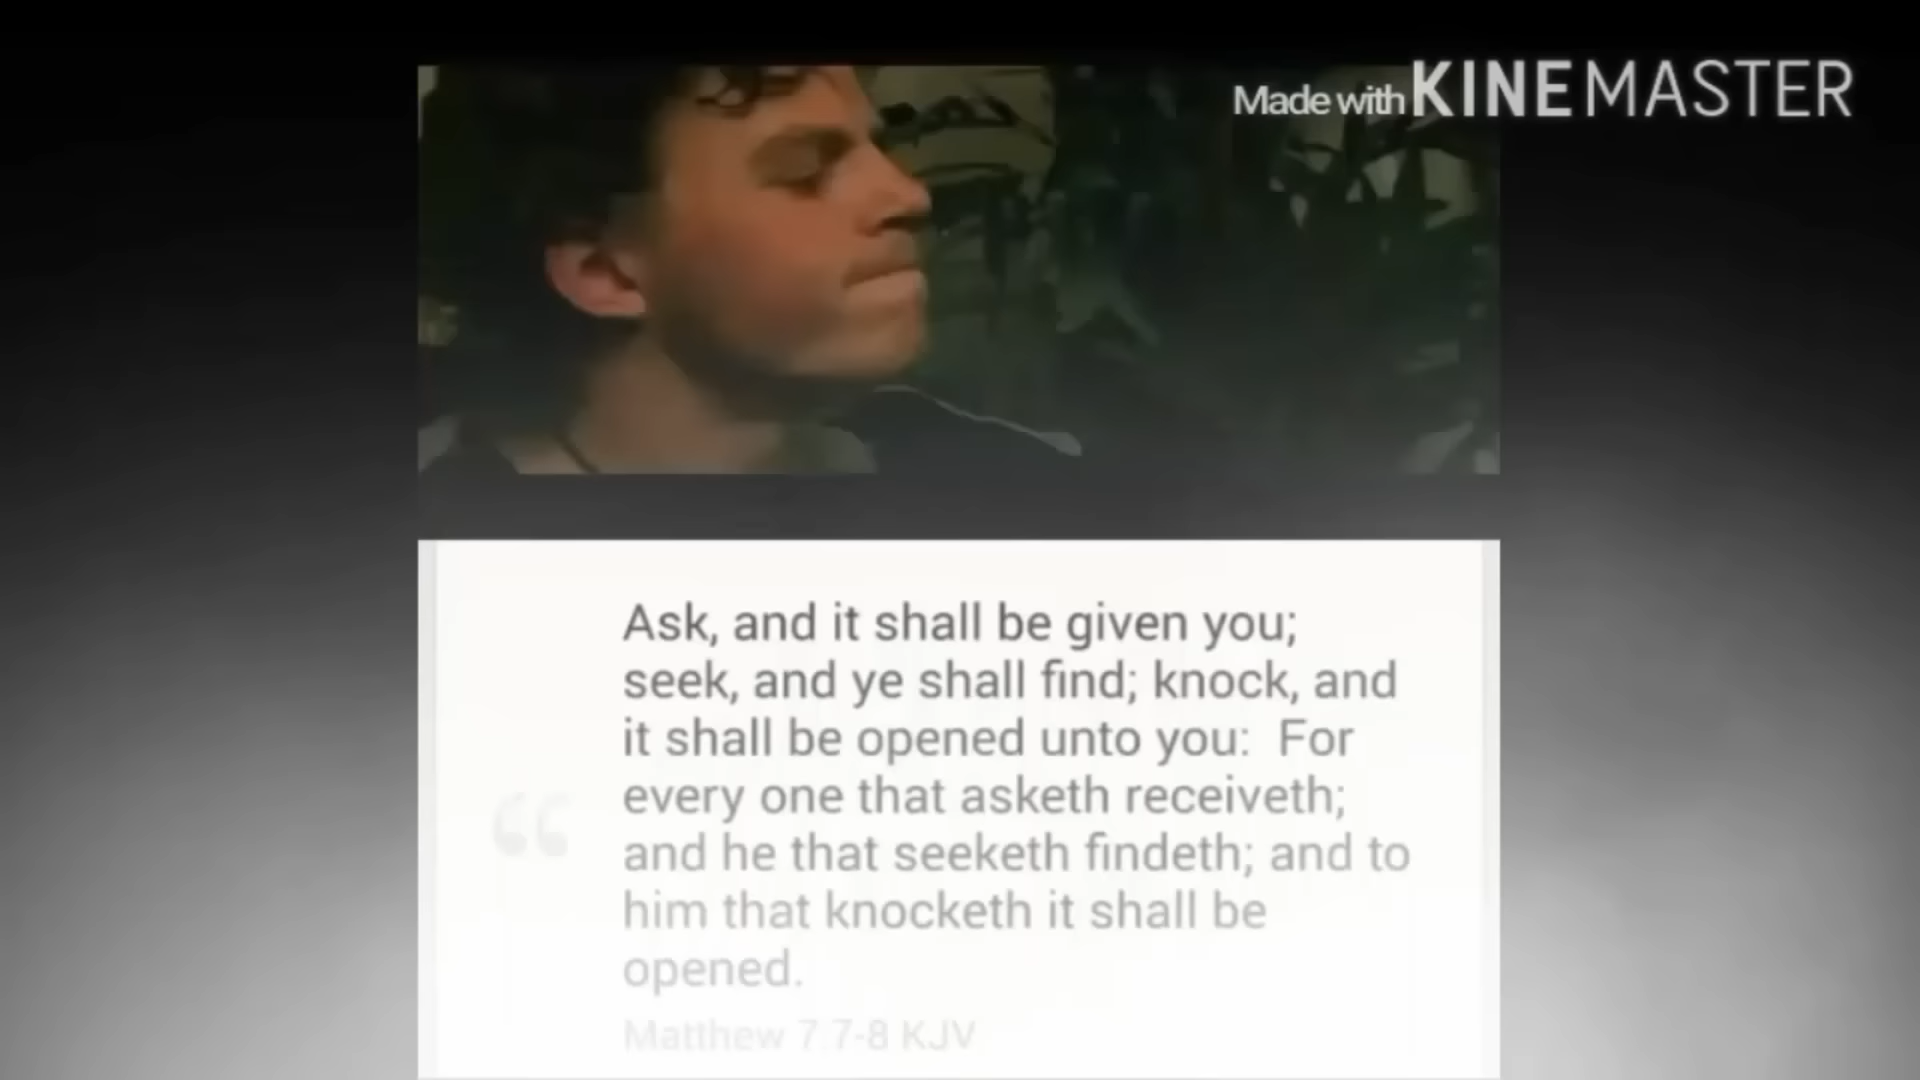 Made with KINEMASTER
Ask, and it shall be given you;
seek, and ye shall find; knock, and
it shall be opened unto you:  For
every one that asketh receiveth;
and he that seeketh findeth; and to
him that knocketh it shall be
opened.
Matthew 7.7-8 KJV